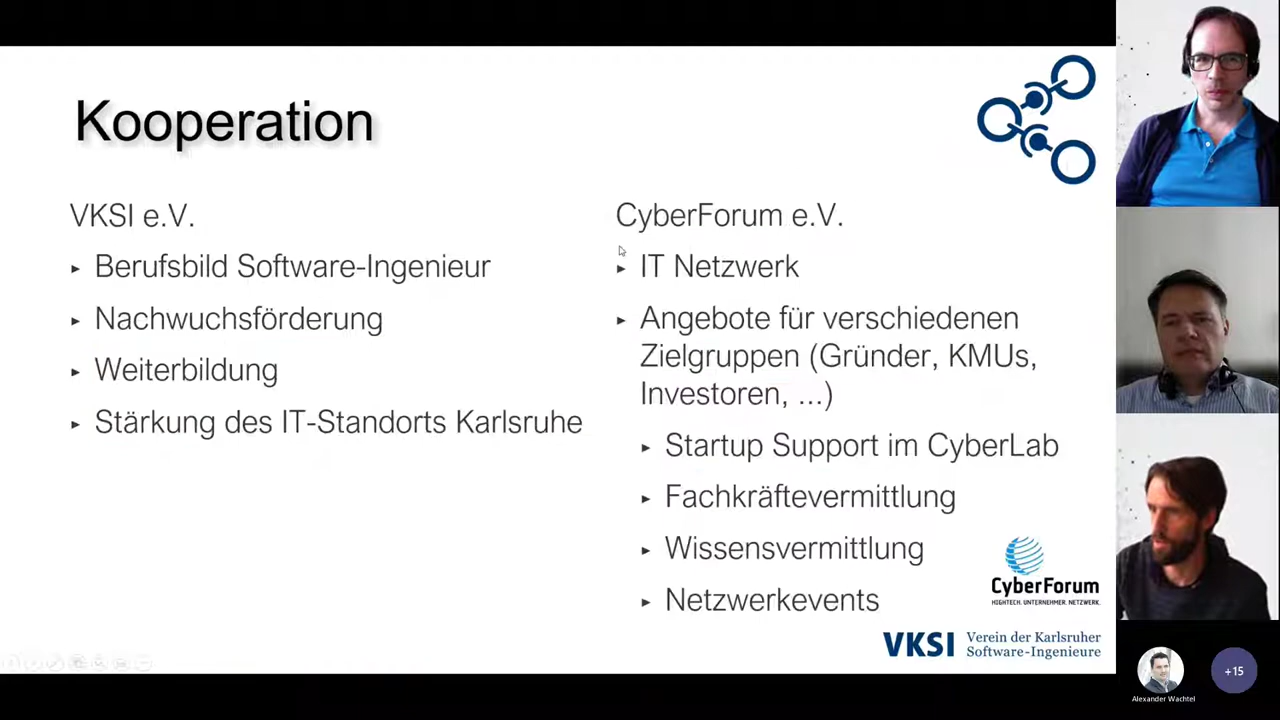 Kooperation
VKSI e.V.
Berufsbild Software-Ingenieur
Nachwuchsförderung
Weiterbildung
Stärkung des IT-Standorts Karlsruhe
CyberForum e.V.
IT Netzwerk
Angebote für verschiedenen
Zielgruppen (Gründer, KMUs,
Investoren, ...)
Startup Support im CyberLab
Fachkräftevermittlung
Wissensvermittlung
Netzwerkevents
CyberForum
HIGHTECH. UNTERNEHMER. NETZWERK.
VKSI Verein der Karlsruher
Software-Ingenieure
Alexander Wachtel
+15